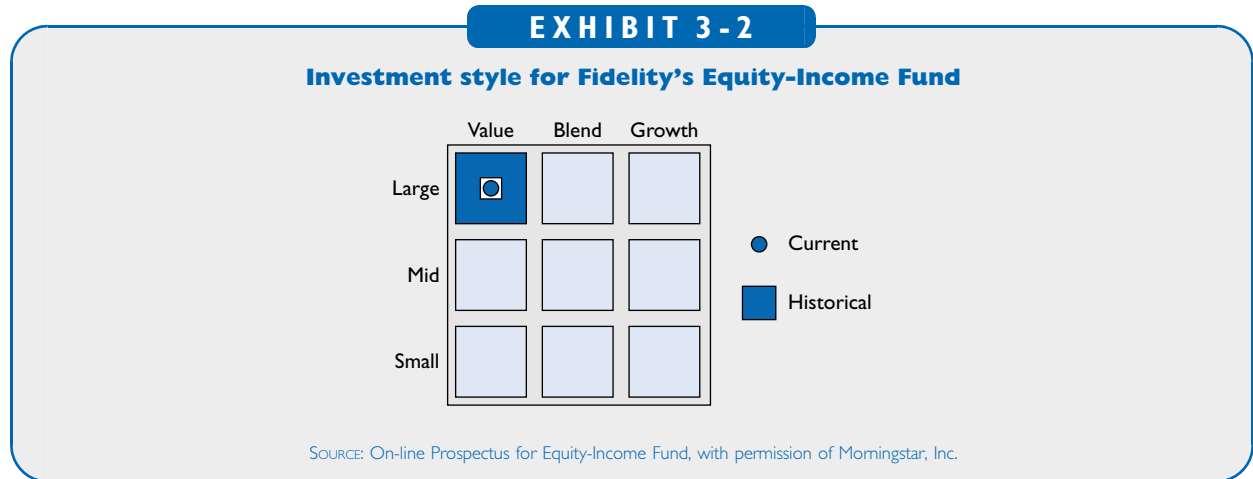 EXHIBIT 3-2
Investment style for Fidelity's Equity-Income Fund
Value Blend Growth
Large
Current
Mid
Historical
Small
SOURCE: On-line Prospectus for Equity-Income Fund, with permission of Morningstar, Inc.